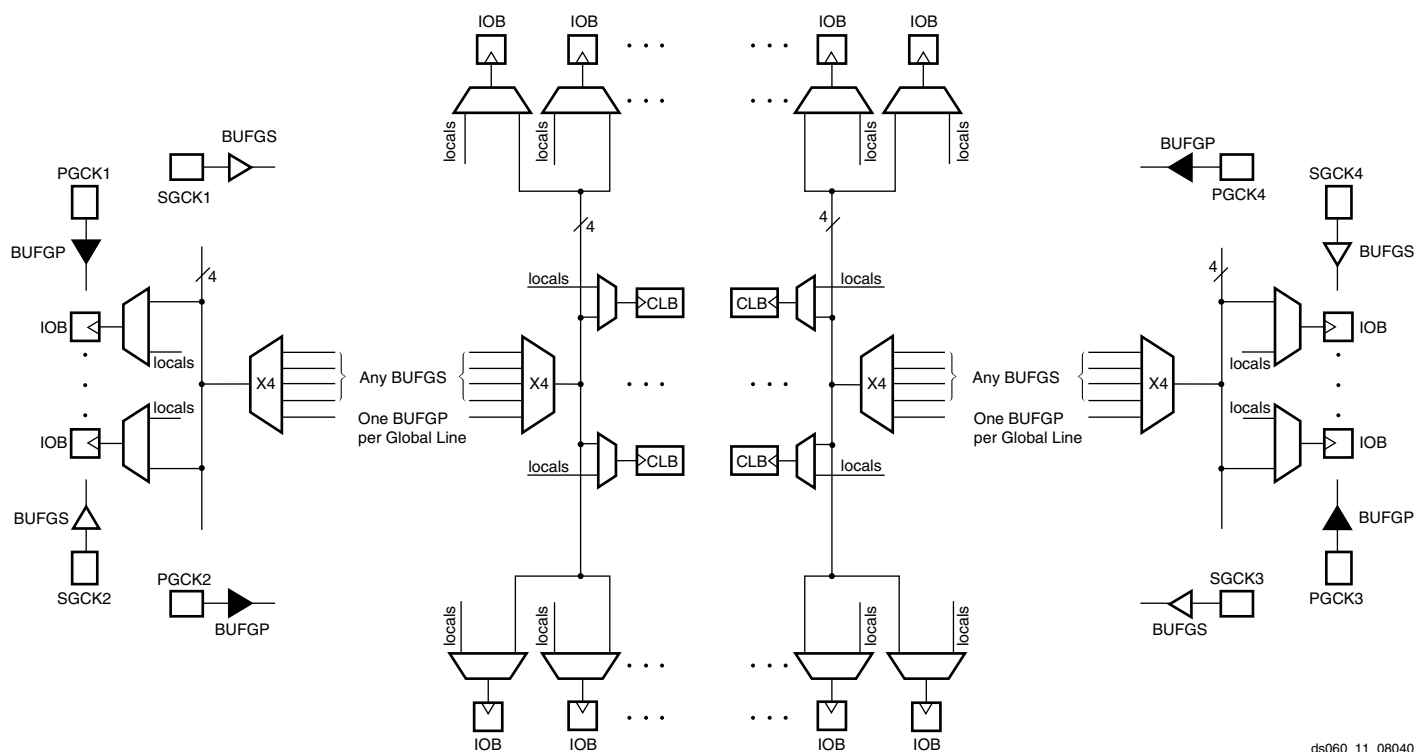 IOB IOB IOB IOB
locals locals locals locals
BUFGS
SGCK1
PGCK1
BUFGP
BUFGP
PGCK4
SGCK4
BUFGS
4 4
4 4
locals CLB CLB locals
IOB locals
locals IOB
X4 Any BUFGS X4 X4 Any BUFGS X4
One BUFGP
per Global Line
One BUFGP
per Global Line
IOB locals
locals IOB
locals CLB CLB locals
BUFGS
SGCK2
PGCK2
BUFGP
SGCK3
BUFGS
BUFGP
PGCK3
locals locals locals locals
IOB IOB IOB IOB
ds060_11_08040